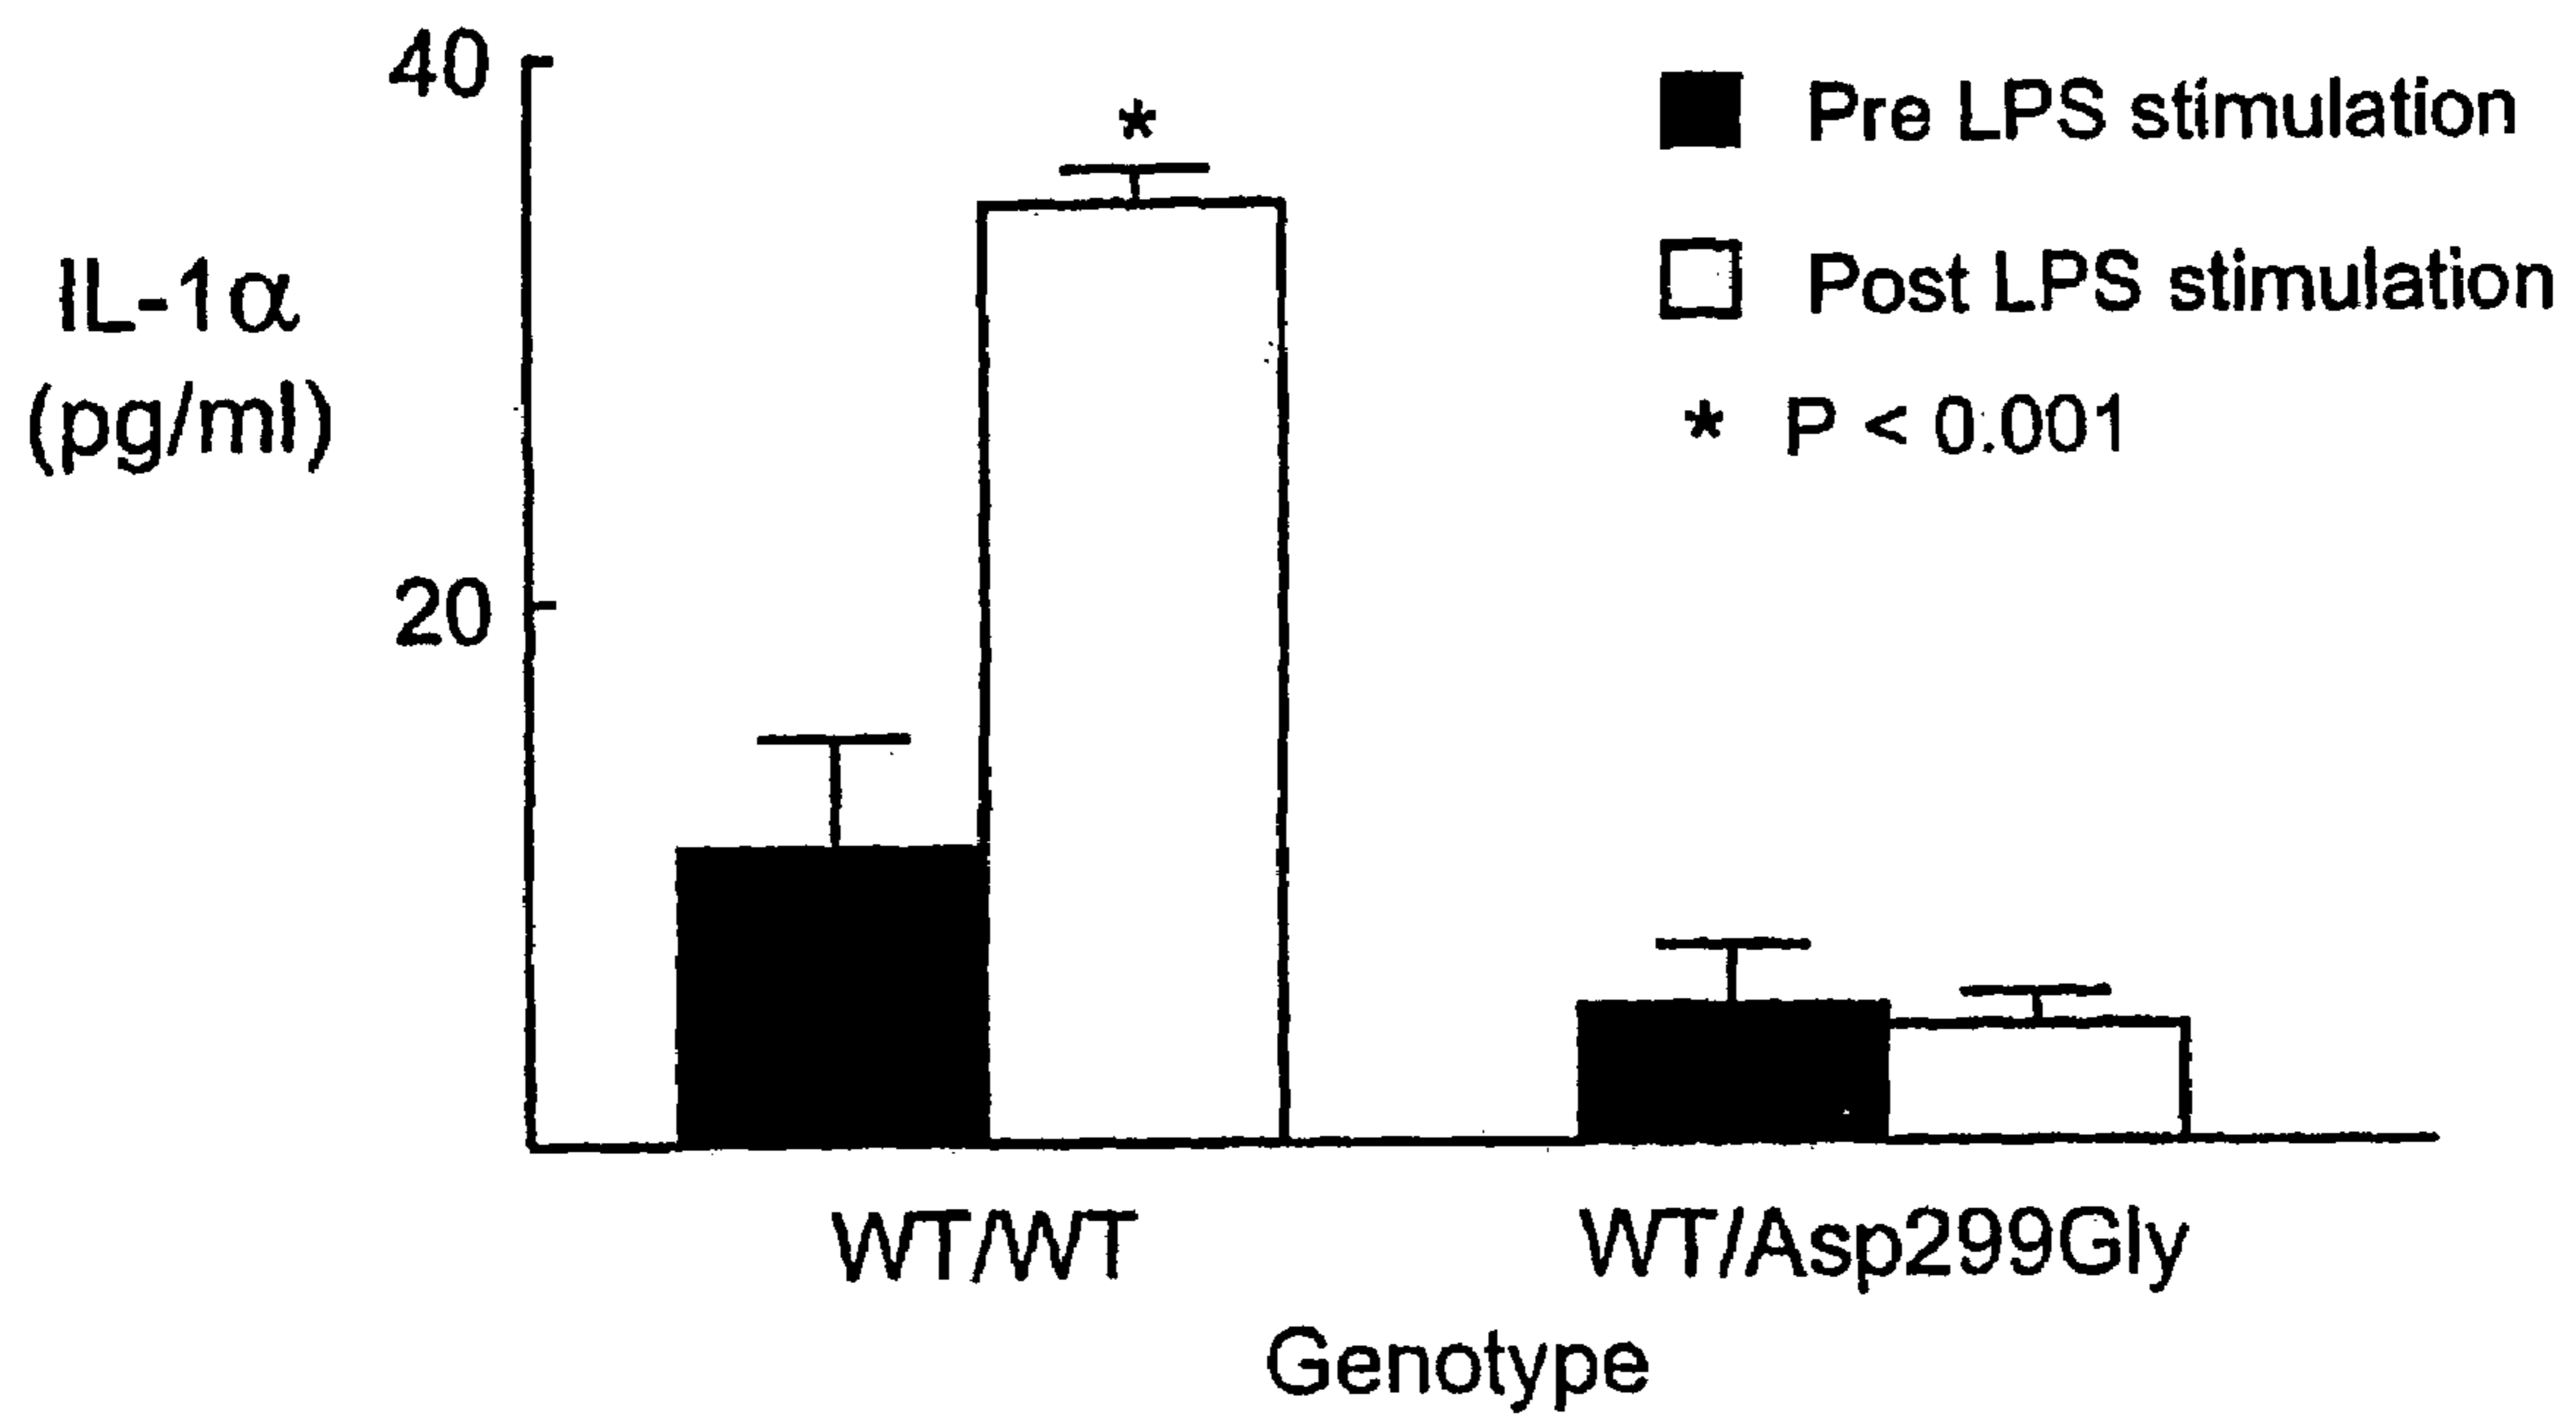 40
20
IL-1α
(pg/ml)
*
Pre LPS stimulation
Post LPS stimulation
* P < 0.001
WT/WT
WT/Asp299Gly
Genotype